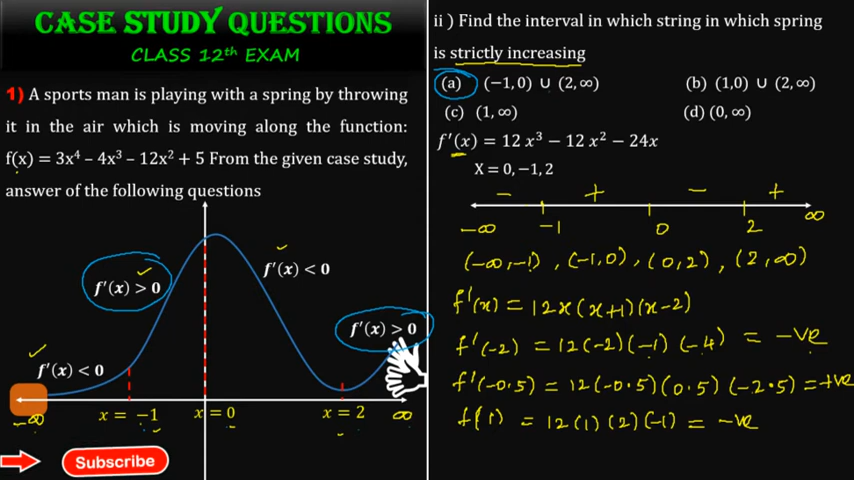 CASE STUDY QUESTIONS
CLASS 12th EXAM
1) A sports man is playing with a spring by throwing
it in the air which is moving along the function:
f(x) = 3x⁴ – 4x³ – 12x² + 5 From the given case study,
answer of the following questions
f′(x) > 0
f′(x) < 0
f′(x) > 0
f′(x) < 0
-∞ x = −1 x = 0 x = 2 ∞
Subscribe
ii ) Find the interval in which string in which spring
is strictly increasing
(a) (−1,0) ∪ (2,∞) (b) (1,0) ∪ (2,∞)
(c) (1,∞) (d) (0,∞)
f′(x) = 12 x³ − 12 x² − 24x
X = 0, −1, 2
− + − +
-∞ -1 0 2 ∞
(-∞,-1) , (-1,0) , (0,2) , (2,∞)
f'(x) = 12x(x+1)(x-2)
f'(-2) = 12(-2)(-1)(-4) = -ve
f'(-0.5) = 12(-0.5)(0.5)(-2.5) = +ve
f(1) = 12(1)(2)(-1) = -ve